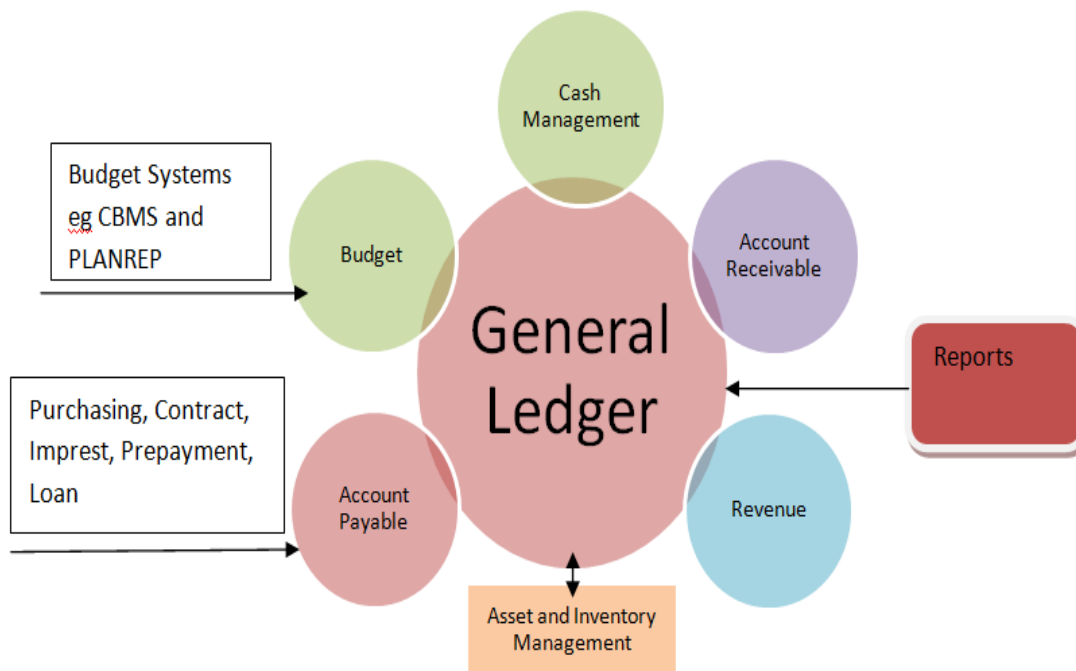 Cash
Management
Budget Systems
eg CBMS and
PLANREP
Budget
Account
Receivable
General
Ledger
Reports
Purchasing, Contract,
Imprest, Prepayment,
Loan
Account
Payable
Revenue
Asset and Inventory
Management